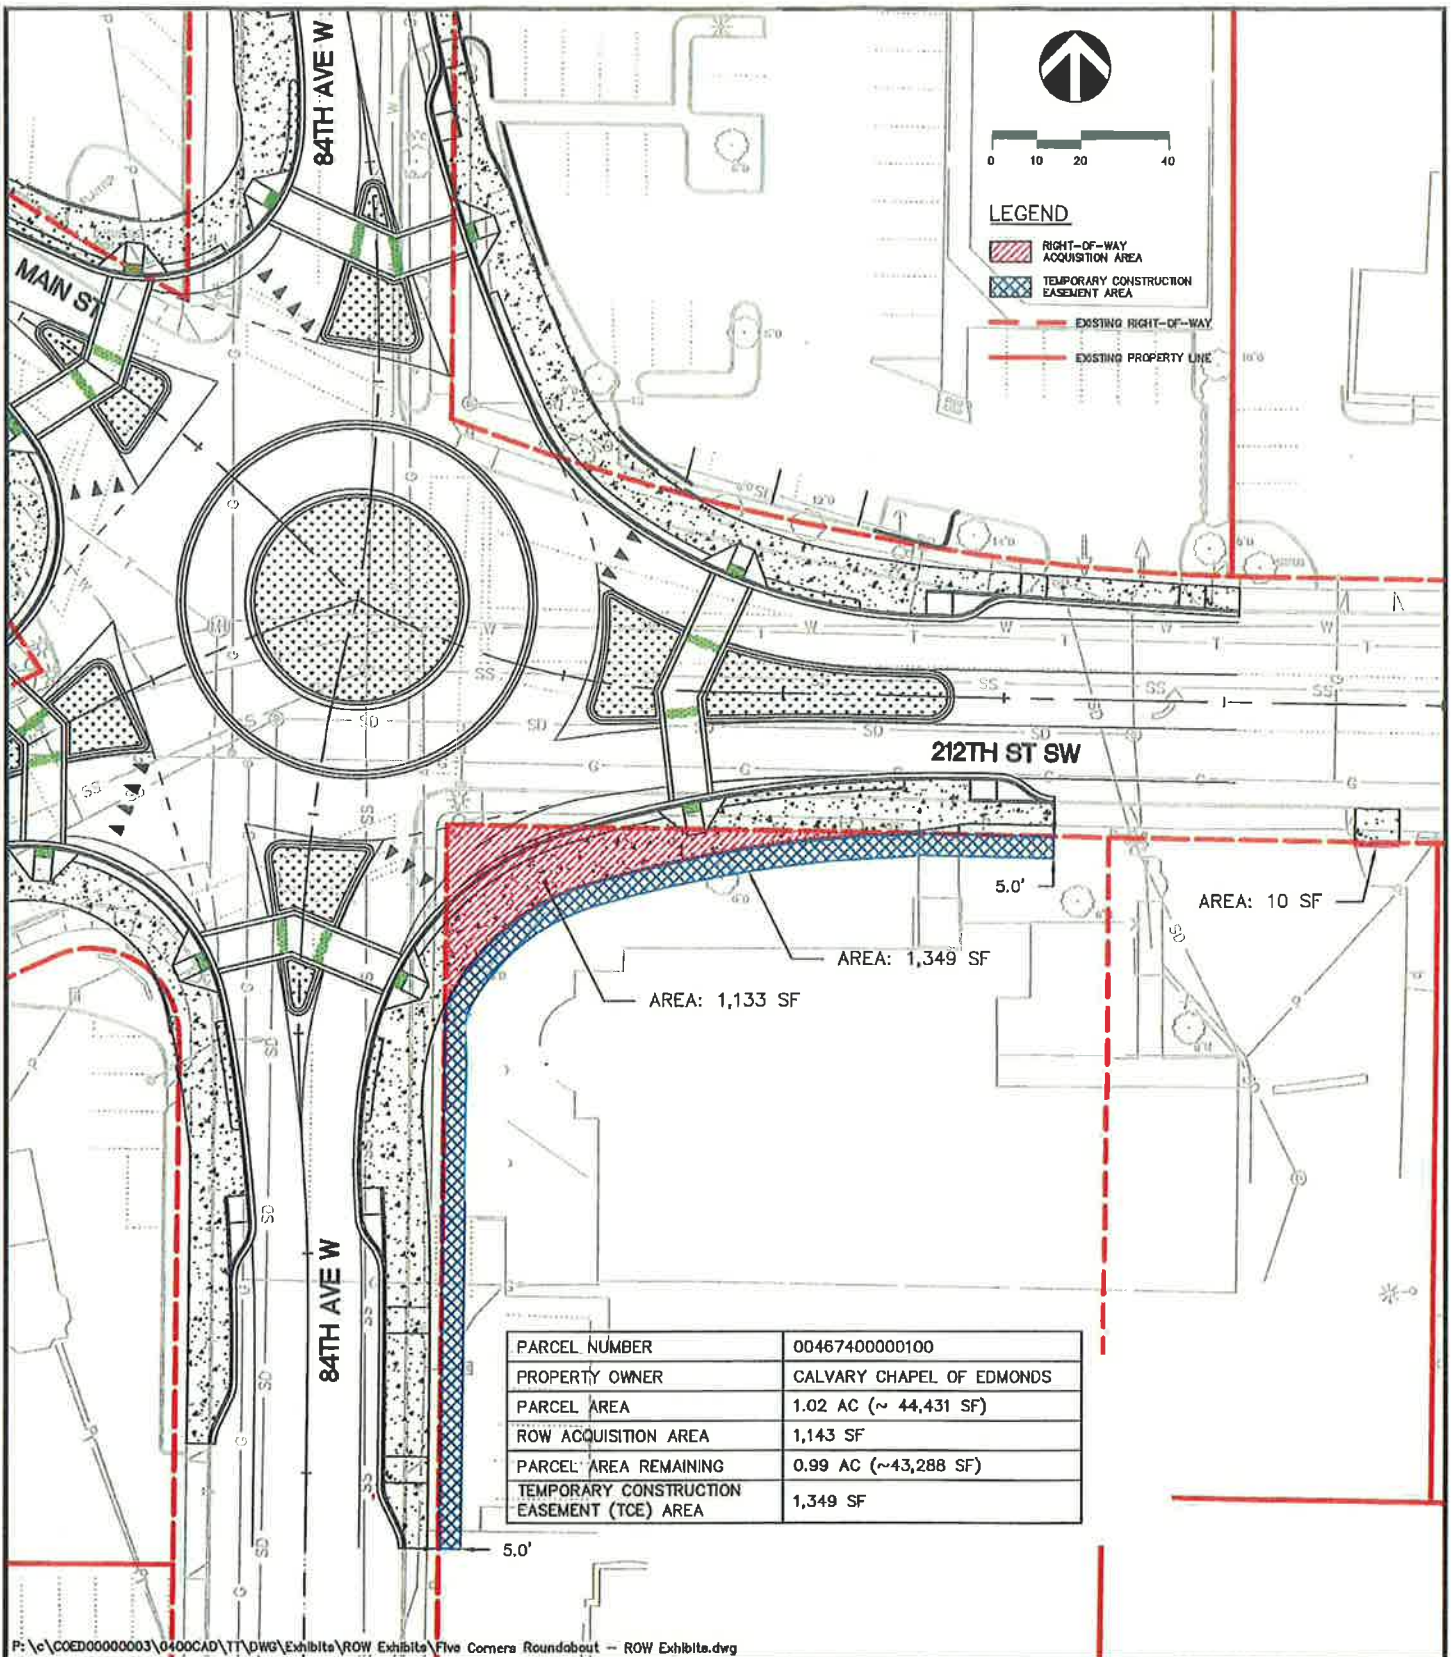 84TH AVE W
0 10 20 40
LEGEND
RIGHT-OF-WAY
ACQUISITION AREA
TEMPORARY CONSTRUCTION
EASEMENT AREA
EXISTING RIGHT-OF-WAY
EXISTING PROPERTY LINE
MAIN ST
212TH ST SW
5.0'
AREA: 10 SF
AREA: 1,349 SF
AREA: 1,133 SF
84TH AVE W
PARCEL NUMBER 00467400000100
PROPERTY OWNER CALVARY CHAPEL OF EDMONDS
PARCEL AREA 1.02 AC (~ 44,431 SF)
ROW ACQUISITION AREA 1,143 SF
PARCEL AREA REMAINING 0.99 AC (~43,288 SF)
TEMPORARY CONSTRUCTION
EASEMENT (TCE) AREA 1,349 SF
5.0'
P:\c\COED00000003\0400CAD\TT\DWG\Exhibits\ROW Exhibits\Five Corners Roundabout - ROW Exhibits.dwg